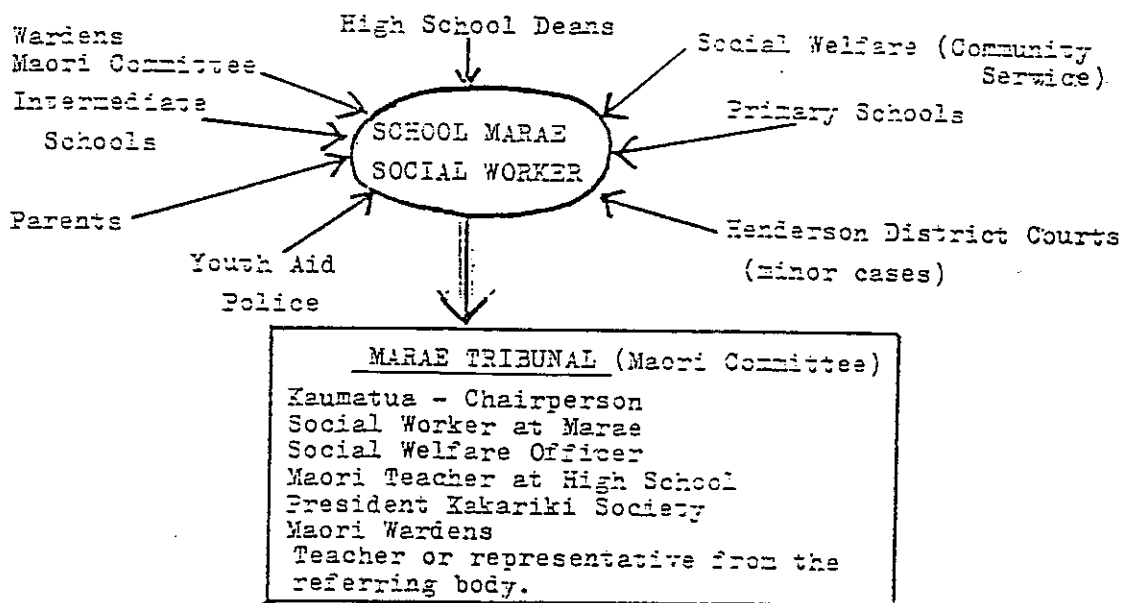 High School Deans
Wardens
Maori Committee
Social Welfare (Community
Service)
Intermediate
Schools
Primary Schools
SCHOOL MARAE
SOCIAL WORKER
Parents
Henderson District Courts
(minor cases)
Youth Aid
Police
MARAE TRIBUNAL (Maori Committee)
Kaumatua - Chairperson
Social Worker at Marae
Social Welfare Officer
Maori Teacher at High School
President Kakariki Society
Maori Wardens
Teacher or representative from the
referring body.